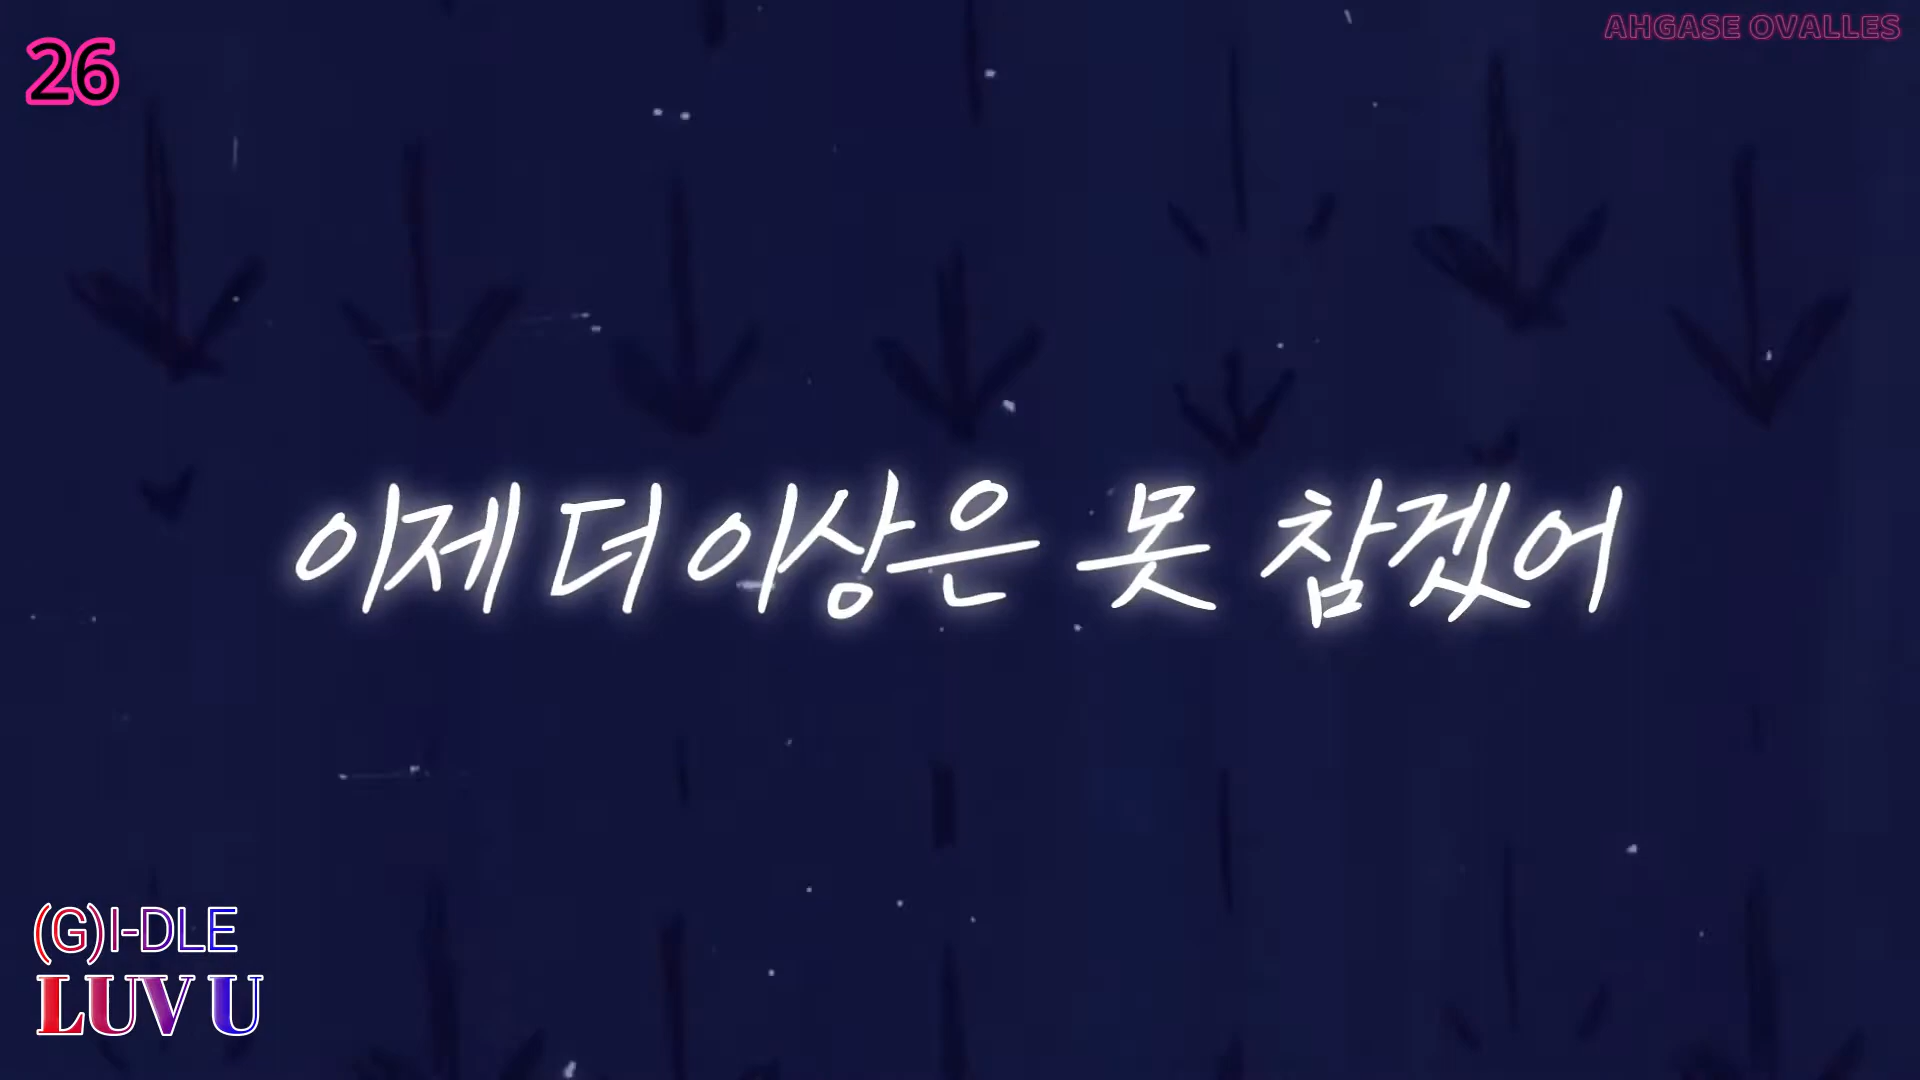 26
AHGASE OVALLES
이제 더 이상은 못 참겠어
(G)I-DLE
LUV U